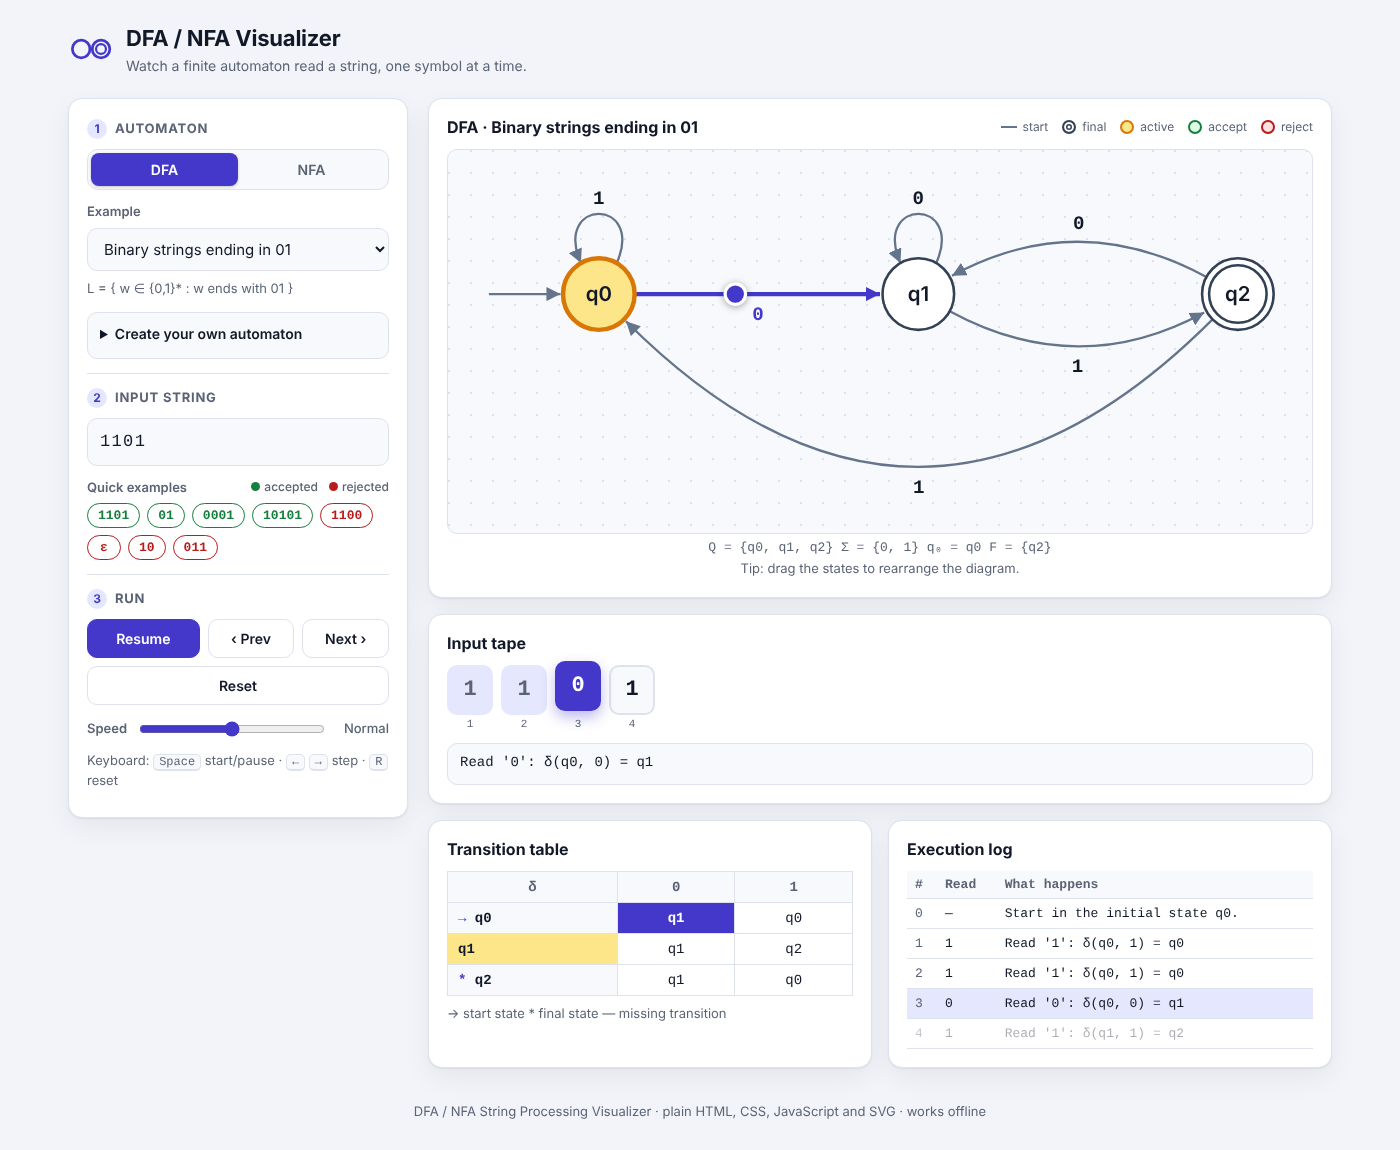 DFA / NFA Visualizer
Watch a finite automaton read a string, one symbol at a time.
1 AUTOMATON
DFA NFA
Example
Binary strings ending in 01
L = { w ∈ {0,1}* : w ends with 01 }
▶ Create your own automaton
2 INPUT STRING
1101
Quick examples accepted rejected
1101 01 0001 10101 1100
ε 10 011
3 RUN
Resume ‹ Prev Next ›
Reset
Speed Normal
Keyboard: Space start/pause · ← → step · R
reset
DFA · Binary strings ending in 01
start final active accept reject
1 0
0
q0 q1 q2
0
1
1
Q = {q0, q1, q2} Σ = {0, 1} q₀ = q0 F = {q2}
Tip: drag the states to rearrange the diagram.
Input tape
1 1 0 1
1 2 3 4
Read '0': δ(q0, 0) = q1
Transition table
δ 0 1
→ q0 q1 q0
q1 q1 q2
* q2 q1 q0
→ start state * final state — missing transition
Execution log
# Read What happens
0 — Start in the initial state q0.
1 1 Read '1': δ(q0, 1) = q0
2 1 Read '1': δ(q0, 1) = q0
3 0 Read '0': δ(q0, 0) = q1
4 1 Read '1': δ(q1, 1) = q2
DFA / NFA String Processing Visualizer · plain HTML, CSS, JavaScript and SVG · works offline